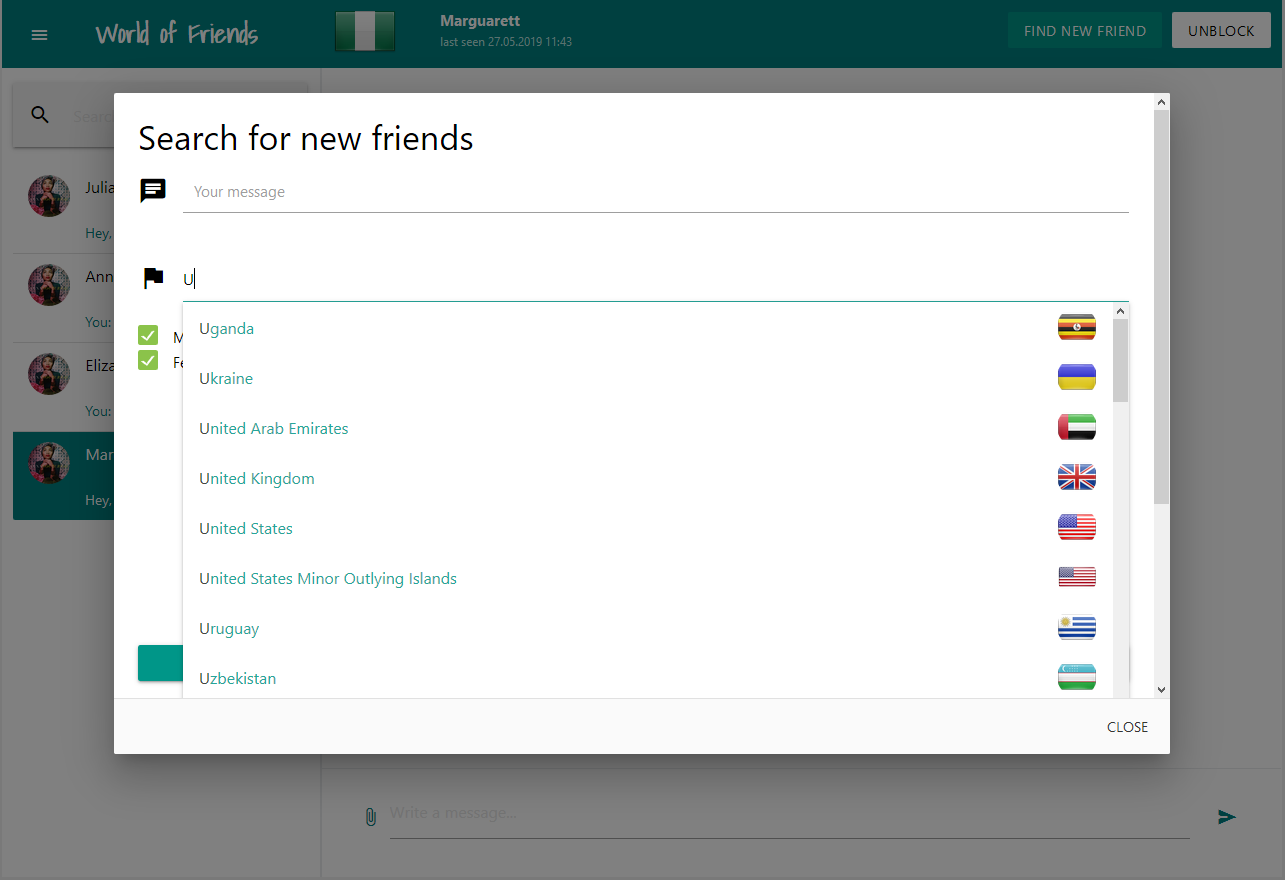 World of Friends
Marguarett
last seen 27.05.2019 11:43
FIND NEW FRIEND
UNBLOCK
Search for new friends
Your message
U
Uganda
Ukraine
United Arab Emirates
United Kingdom
United States
United States Minor Outlying Islands
Uruguay
Uzbekistan
M
Fe
Searc
Julia
Hey,
Ann
You:
Eliza
You:
Mar
Hey,
CLOSE
Write a message...